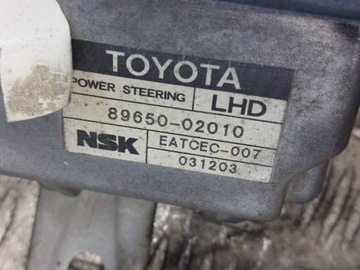 TOYOTA
POWER STEERING LHD
89650-02010
NSK EATCEC-007
031203